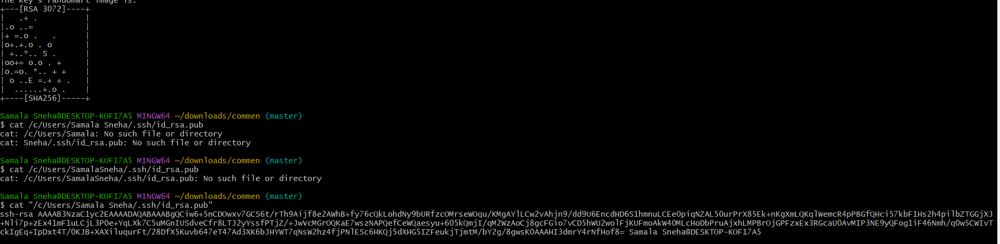 The key's randomart image is:
+---[RSA 3072]----+
|   .+ .          |
|.o ..=           |
|+ =.o .   .      |
|o+.+.o . o       |
| +..*.. S .      |
|oo+= o.o . +     |
|o.=o. *.. + +    |
| o ..E =.+ + .   |
|  ......+.o .    |
+----[SHA256]-----+
Samala Sneha@DESKTOP-KOF17A5 MINGW64 ~/downloads/commen (master)
$ cat /c/Users/Samala Sneha/.ssh/id_rsa.pub
cat: /c/Users/Samala: No such file or directory
cat: Sneha/.ssh/id_rsa.pub: No such file or directory
Samala Sneha@DESKTOP-KOF17A5 MINGW64 ~/downloads/commen (master)
$ cat /c/Users/SamalaSneha/.ssh/id_rsa.pub
cat: /c/Users/SamalaSneha/.ssh/id_rsa.pub: No such file or directory
Samala Sneha@DESKTOP-KOF17A5 MINGW64 ~/downloads/commen (master)
$ cat "/c/Users/Samala Sneha/.ssh/id_rsa.pub"
ssh-rsa AAAAB3NzaC1yc2EAAAADAQABAAABgQCiw6+5nCDOwxv7GCS6t/rTh9Aijf8e2AWhB+fy76cQkLohdNy9bURfzcOMrseWOqu/KMgAYlLCw2vAhjn9/dd9U6EncdHD6S1hmnuLCEeOpiqNZAL5OurPrX85Ek+nKgXmLQKqlWemcR4pPBGfQHci57kbF1Hs2h4pilbZTGGjXJ
+Nli7p+zEx41mF1uLCjL3P0e+YqLXk7C5uMGnIUSdveCfr8LTJ2yYssfPTjZ/+JwVcMGrOQKaE7wszNAPQefCeWQaesyu+6O5kQmjI/qM2WzAoCj8gcFGio7vCD5hWU2wolFjKUFmoAkW4OMLcHoDbPruAjxhLMPBrOjGPFzxEx3RGcaUOAvMIP3NE9yQFog1iF46Nmh/qOw5CWIvT
ckIgEq+IpDxt4T/OKJB+XAXiluqurFt/28DfX5Kuvb647eT47Ad3XK6bJHYWT7qNsW2hz4fjPNlESc6HKQj5dXHG5IZFeukjTjmtM/bY2g/8gwsKOAAAHI3dmrY4rNfHof8= Samala Sneha@DESKTOP-KOF17A5